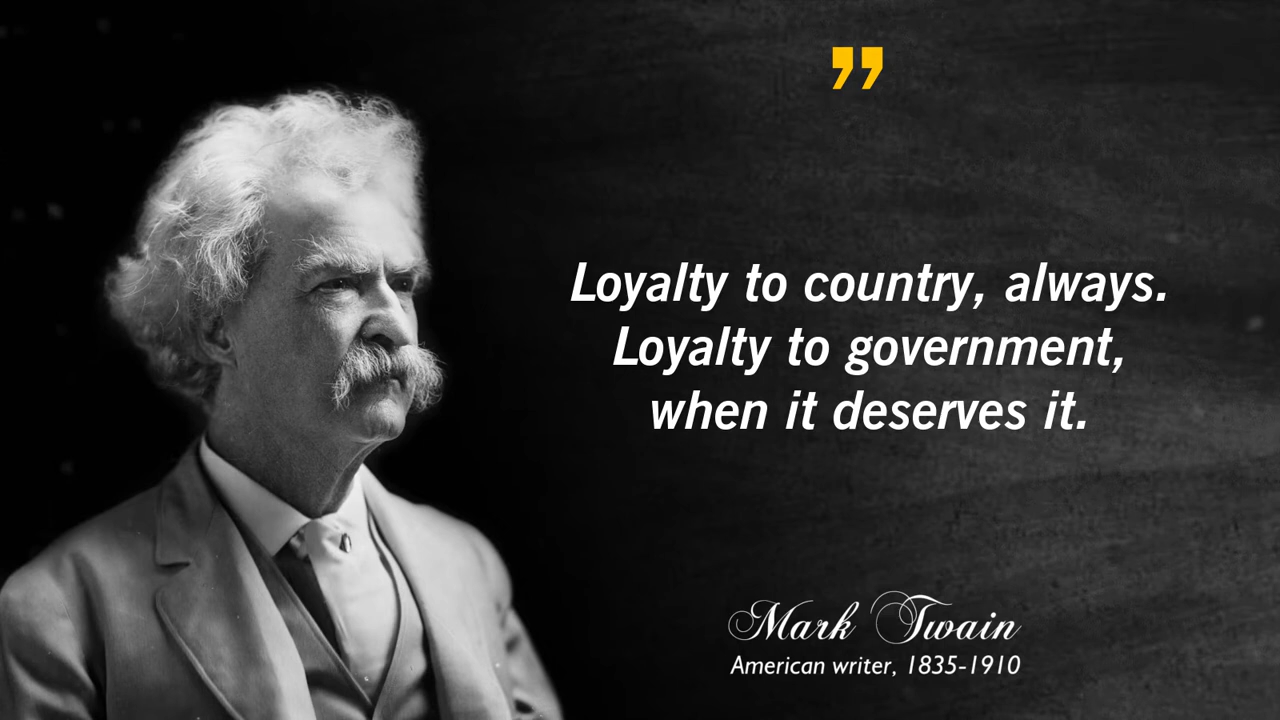 ”
Loyalty to country, always.
Loyalty to government,
when it deserves it.
Mark Twain
American writer, 1835-1910